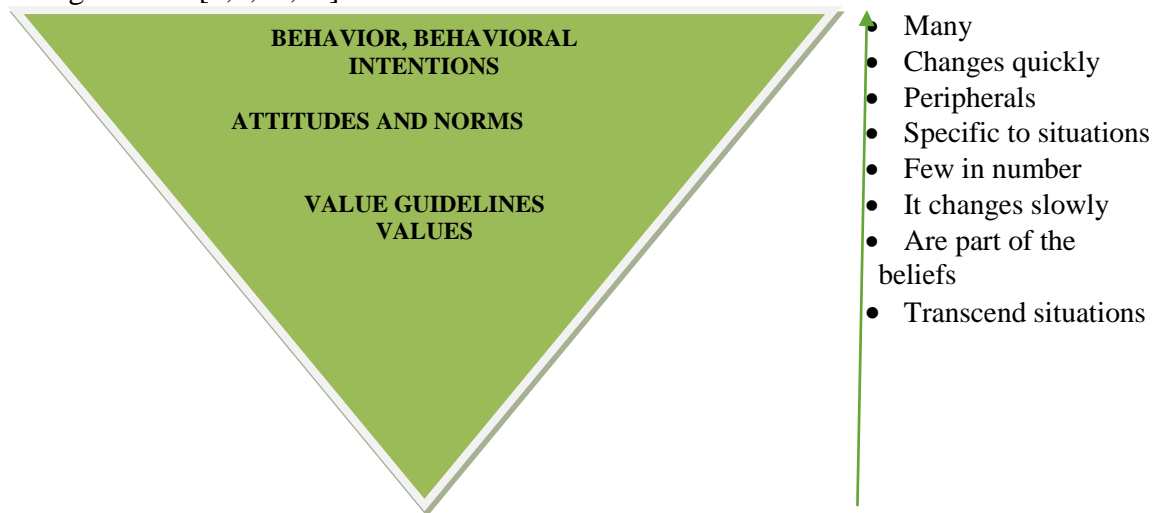 BEHAVIOR, BEHAVIORAL
INTENTIONS
ATTITUDES AND NORMS
VALUE GUIDELINES
VALUES
• Many
• Changes quickly
• Peripherals
• Specific to situations
• Few in number
• It changes slowly
• Are part of the
beliefs
• Transcend situations